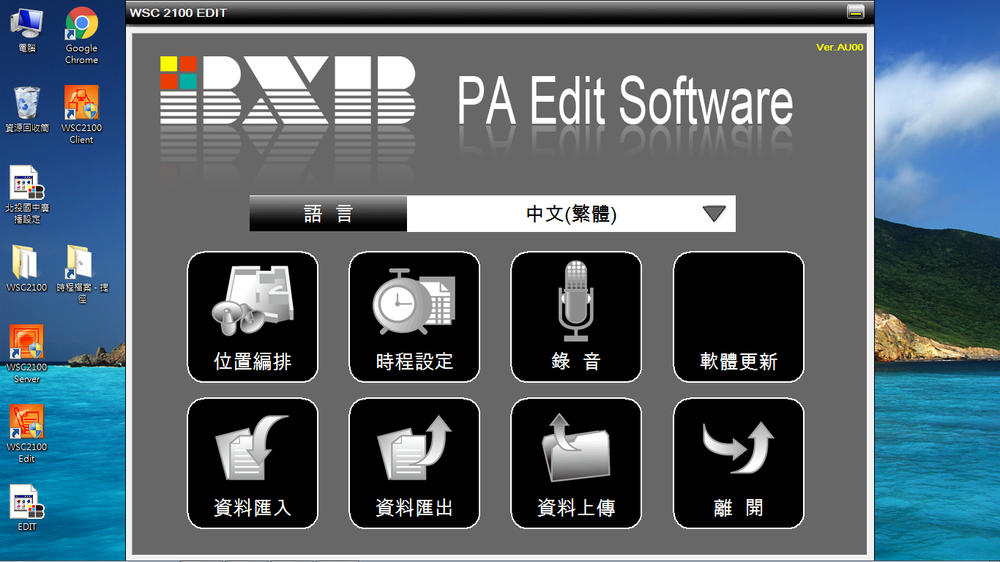 電腦
Google
Chrome
資源回收筒
WSC2100
Client
北投國中廣
播設定
WSC2100
時程檔案 - 捷
徑
WSC2100
Server
WSC2100
Edit
EDIT
WSC 2100 EDIT
Ver.AU00
BXB
PA Edit Software
語 言
中文(繁體)
位置編排
時程設定
錄 音
軟體更新
資料匯入
資料匯出
資料上傳
離 開